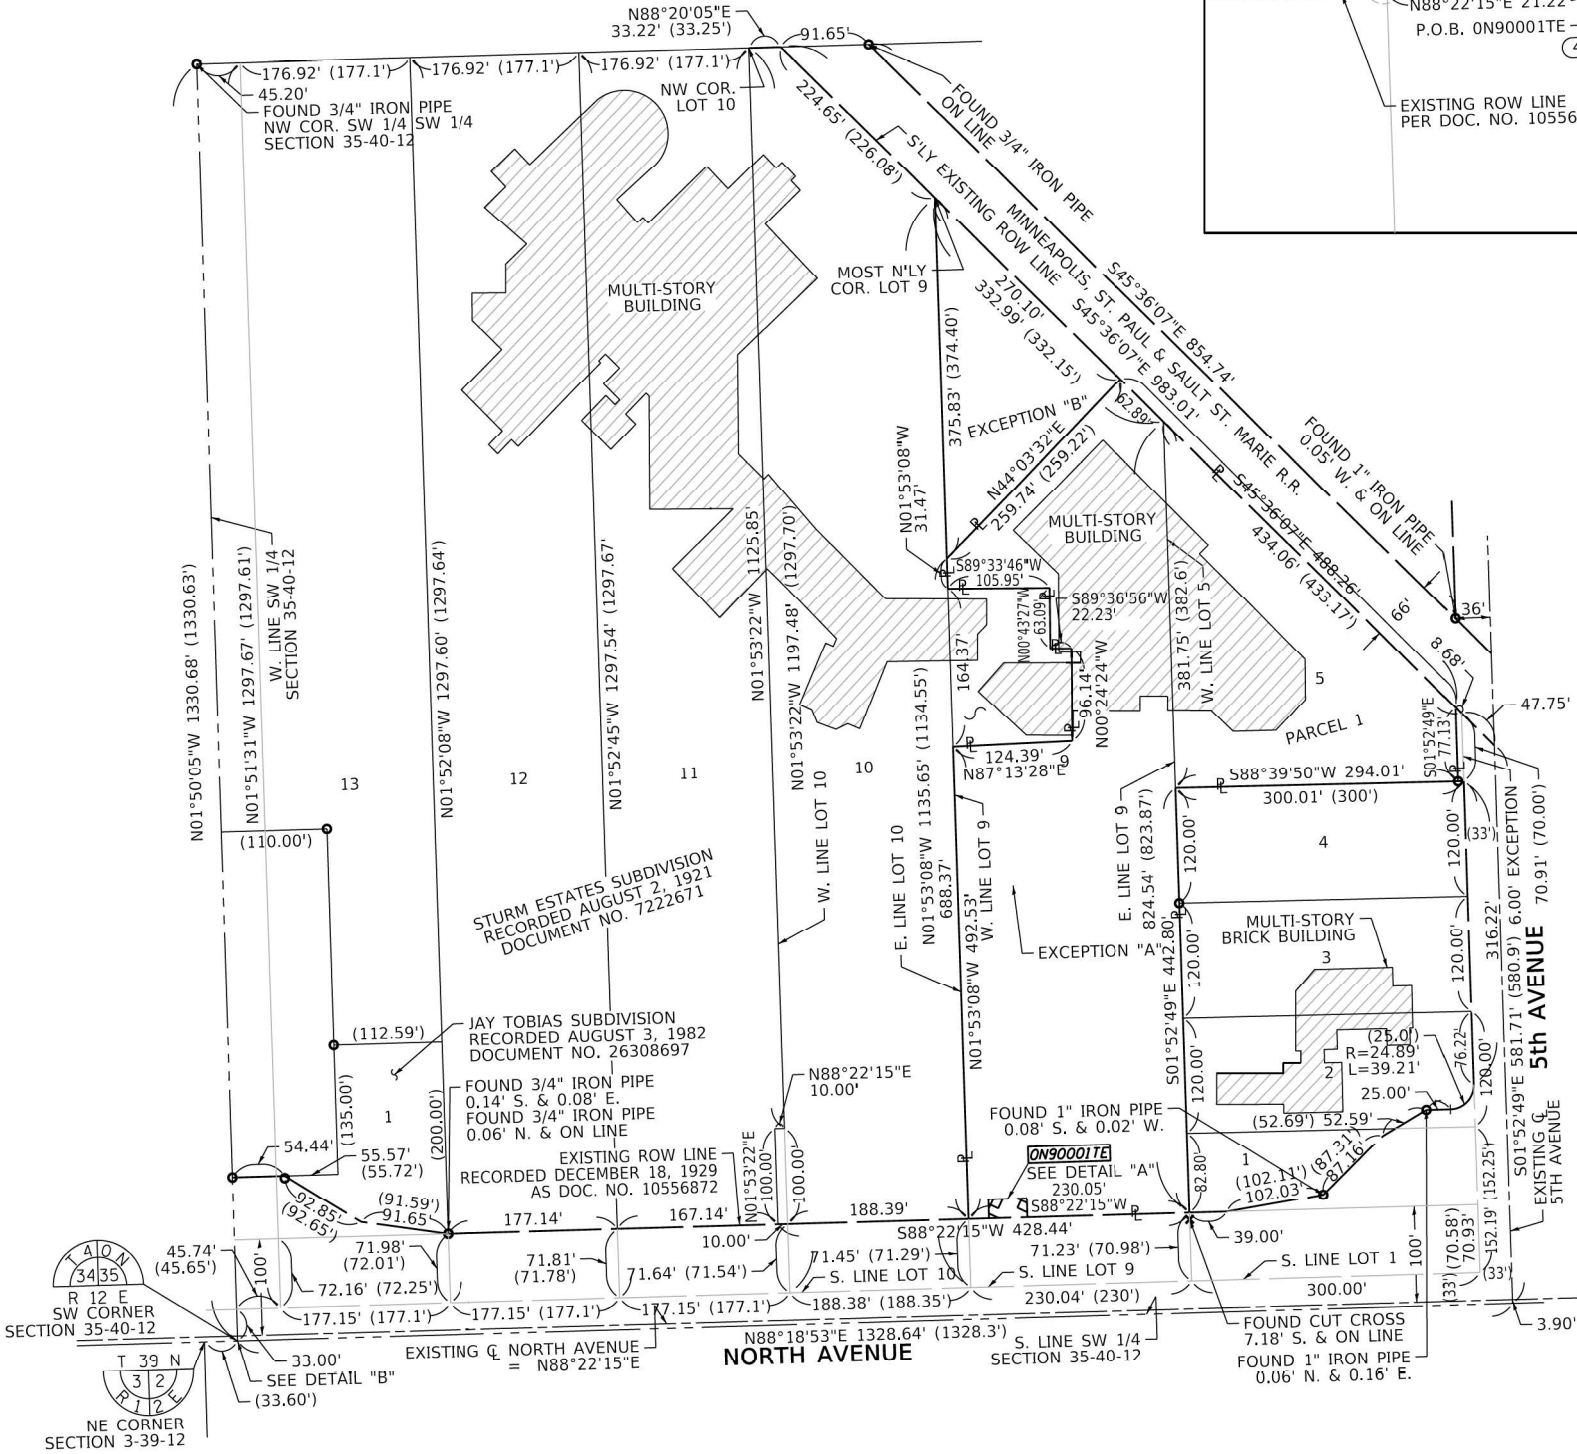 N88°20'05"E
33.22' (33.25')
91.65'
N88°22'15"E 21.22'
P.O.B. 0N90001TE
EXISTING ROW LINE
PER DOC. NO. 10556
176.92' (177.1')
176.92' (177.1')
176.92' (177.1')
45.20'
FOUND 3/4" IRON PIPE
NW COR. SW 1/4 SW 1/4
SECTION 35-40-12
NW COR.
LOT 10
224.65' (226.08')
FOUND 3/4" IRON PIPE
ON LINE
S'LY EXISTING ROW LINE
MINNEAPOLIS, ST. PAUL & SAULT ST. MARIE R.R.
S45°36'07"E 854.74'
S45°36'07"E 983.01'
MOST N'LY
COR. LOT 9
MULTI-STORY
BUILDING
270.10'
332.99' (332.15')
375.83' (374.40')
EXCEPTION "B"
62.89'
N44°03'32"E
259.74' (259.22')
N01°53'08"W
31.47'
FOUND 1" IRON PIPE
0.05' W. & ON LINE
S45°36'07"E 488.26'
434.06' (433.17')
66'
36'
8.68'
47.75'
MULTI-STORY
BUILDING
S89°33'46"W
105.95'
N00°43'27"W
63.09'
S89°36'56"W
22.23'
96.14'
N00°24'24"W
164.37'
124.39'
N87°13'28"E
381.75' (382.6')
W. LINE LOT 5
5
PARCEL 1
S01°52'49"E
77.13'
S88°39'50"W 294.01'
300.01' (300')
(33')
N01°50'05"W 1330.68' (1330.63')
W. LINE SW 1/4
SECTION 35-40-12
N01°51'31"W 1297.67' (1297.61')
N01°52'08"W 1297.60' (1297.64')
N01°52'45"W 1297.54' (1297.67')
N01°53'22"W 1125.85'
N01°53'22"W 1197.48' (1297.70')
13
12
11
10
9
(110.00')
STURM ESTATES SUBDIVISION
RECORDED AUGUST 2, 1921
DOCUMENT NO. 7222671
W. LINE LOT 10
E. LINE LOT 10
N01°53'08"W 1135.65' (1134.55')
688.37'
N01°53'08"W 492.53'
W. LINE LOT 9
EXCEPTION "A"
E. LINE LOT 9
824.54' (823.87')
S01°52'49"E 442.80'
120.00'
120.00'
120.00'
4
120.00'
120.00'
120.00'
316.22'
S01°52'49"E 581.71' (580.9') 6.00' EXCEPTION
70.91' (70.00')
5th AVENUE
EXISTING ℄
5TH AVENUE
MULTI-STORY
BRICK BUILDING
3
2
(25.0')
R=24.89'
L=39.21'
76.22'
25.00'
(52.69') 52.59'
(87.31')
87.16'
1
(102.11')
102.03'
82.80'
(112.59')
JAY TOBIAS SUBDIVISION
RECORDED AUGUST 3, 1982
DOCUMENT NO. 26308697
1
(135.00')
(200.00')
FOUND 3/4" IRON PIPE
0.14' S. & 0.08' E.
FOUND 3/4" IRON PIPE
0.06' N. & ON LINE
EXISTING ROW LINE
RECORDED DECEMBER 18, 1929
AS DOC. NO. 10556872
N88°22'15"E
10.00'
N01°53'22"E
100.00'
100.00'
FOUND 1" IRON PIPE
0.08' S. & 0.02' W.
0N90001TE
SEE DETAIL "A"
230.05'
S88°22'15"W
54.44'
55.57'
(55.72')
92.85'
(92.65')
(91.59')
91.65'
177.14'
167.14'
10.00'
188.39'
S88°22'15"W 428.44'
39.00'
100'
(33') (70.58')
70.93'
152.19' (152.25')
(33')
45.74'
(45.65')
100'
72.16' (72.25')
71.98'
(72.01')
71.81'
(71.78')
71.64' (71.54')
71.45' (71.29')
71.23' (70.98')
S. LINE LOT 10
S. LINE LOT 9
S. LINE LOT 1
177.15' (177.1')
177.15' (177.1')
177.15' (177.1')
188.38' (188.35')
230.04' (230')
300.00'
3.90'
T 40 N
34 35
R 12 E
SW CORNER
SECTION 35-40-12
33.00'
SEE DETAIL "B"
(33.60')
T 39 N
3 2
R 12 E
NE CORNER
SECTION 3-39-12
EXISTING ℄ NORTH AVENUE
= N88°22'15"E
N88°18'53"E 1328.64' (1328.3')
NORTH AVENUE
S. LINE SW 1/4
SECTION 35-40-12
FOUND CUT CROSS
7.18' S. & ON LINE
FOUND 1" IRON PIPE
0.06' N. & 0.16' E.